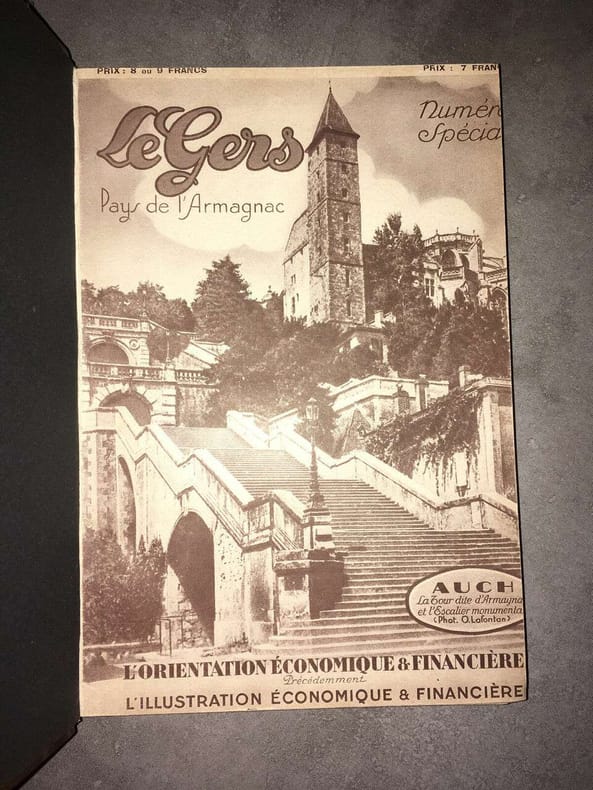 PRIX : 8 ou 9 FRANCS
PRIX : 7 FRAN
Le Gers
Numér
Spécia
Pays de l'Armagnac
AUCH
La Tour dite d'Armagna
et l'Escalier monumenta
(Phot. O. Lafontan)
L'ORIENTATION ÉCONOMIQUE & FINANCIÈRE
Précédemment
L'ILLUSTRATION ÉCONOMIQUE & FINANCIÈRE